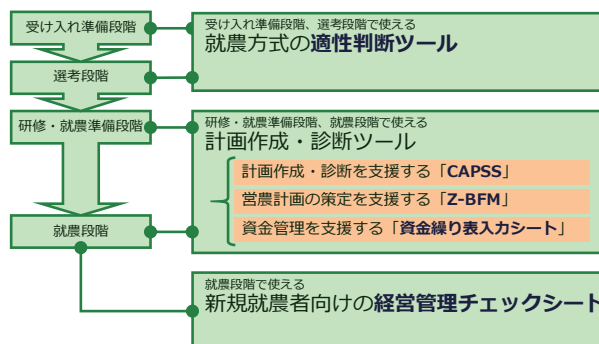 受け入れ準備段階
選考段階
研修・就農準備段階
就農段階
受け入れ準備段階、選考段階で使える
就農方式の適性判断ツール
研修・就農準備段階、就農段階で使える
計画作成・診断ツール
計画作成・診断を支援する「CAPSS」
営農計画の策定を支援する「Z-BFM」
資金管理を支援する「資金繰り表入力シート」
就農段階で使える
新規就農者向けの経営管理チェックシート